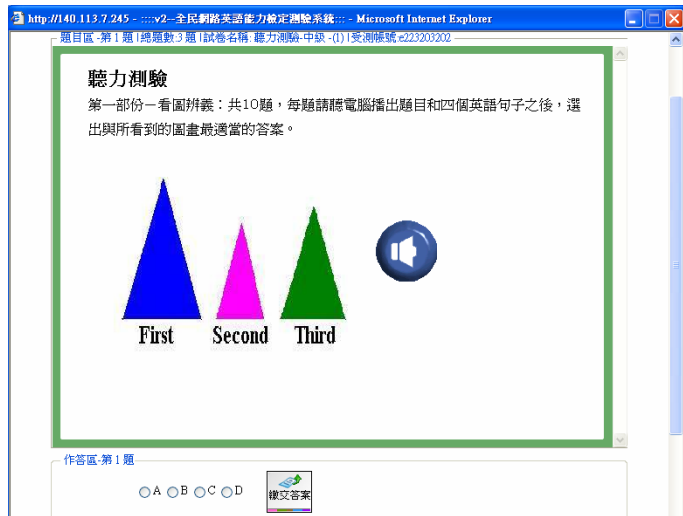 http://140.113.7.245 - ::::v2--全民網路英語能力檢定測驗系統::: - Microsoft Internet Explorer
題目區 -第 1 題 | 總題數:3 題 | 試卷名稱: 聽力測驗-中級 -(1) | 受測帳號:e223203202
聽力測驗
第一部份－看圖辨義：共10題，每題請聽電腦播出題目和四個英語句子之後，選
出與所看到的圖畫最適當的答案。
First Second Third
作答區-第 1 題
A B C D
繳交答案